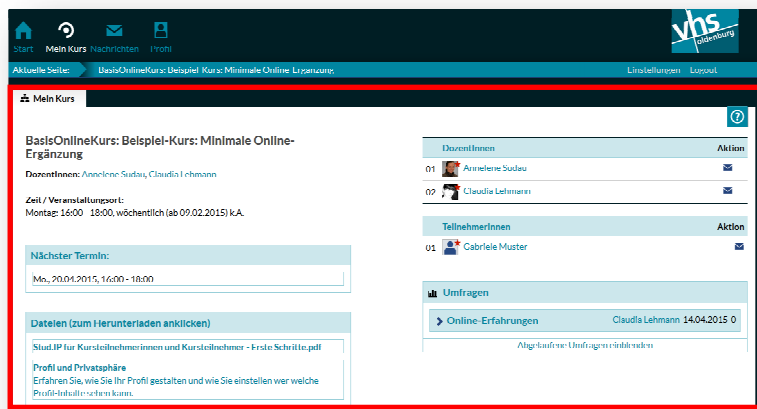 vhs
oldenburg
Start Mein Kurs Nachrichten Profil
Aktuelle Seite: BasisOnlineKurs: Beispiel-Kurs: Minimale Online-Ergänzung Einstellungen Logout
Mein Kurs
?
BasisOnlineKurs: Beispiel-Kurs: Minimale Online-
Ergänzung
DozentInnen: Annelene Sudau, Claudia Lehmann
Zeit / Veranstaltungsort:
Montag: 16:00 - 18:00, wöchentlich (ab 09.02.2015) k.A.
Nächster Termin:
Mo., 20.04.2015, 16:00 - 18:00
Dateien (zum Herunterladen anklicken)
Stud.IP für Kursteilnehmerinnen und Kursteilnehmer - Erste Schritte.pdf
Profil und Privatsphäre
Erfahren Sie, wie Sie Ihr Profil gestalten und wie Sie einstellen wer welche
Profil-Inhalte sehen kann.
DozentInnen Aktion
01 Annelene Sudau
02 Claudia Lehmann
TeilnehmerInnen Aktion
01 Gabriele Muster
Umfragen
Online-Erfahrungen Claudia Lehmann 14.04.2015 0
Abgelaufene Umfragen einblenden